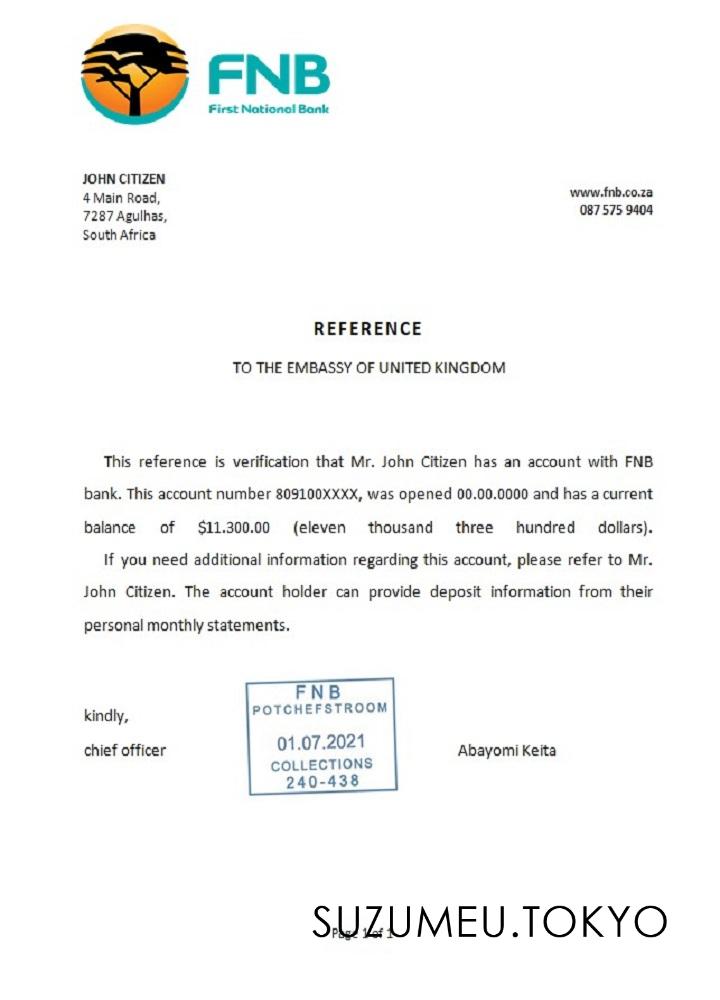 FNB
First National Bank
JOHN CITIZEN
4 Main Road,
7287 Agulhas,
South Africa
www.fnb.co.za
087 575 9404
REFERENCE
TO THE EMBASSY OF UNITED KINGDOM
This reference is verification that Mr. John Citizen has an account with FNB
bank. This account number 809100XXXX, was opened 00.00.0000 and has a current
balance of $11.300.00 (eleven thousand three hundred dollars).
If you need additional information regarding this account, please refer to Mr.
John Citizen. The account holder can provide deposit information from their
personal monthly statements.
kindly,
chief officer
FNB
POTCHEFSTROOM
01.07.2021
COLLECTIONS
240-438
Abayomi Keita
SUZUMEU.TOKYO
Page 1 of 1